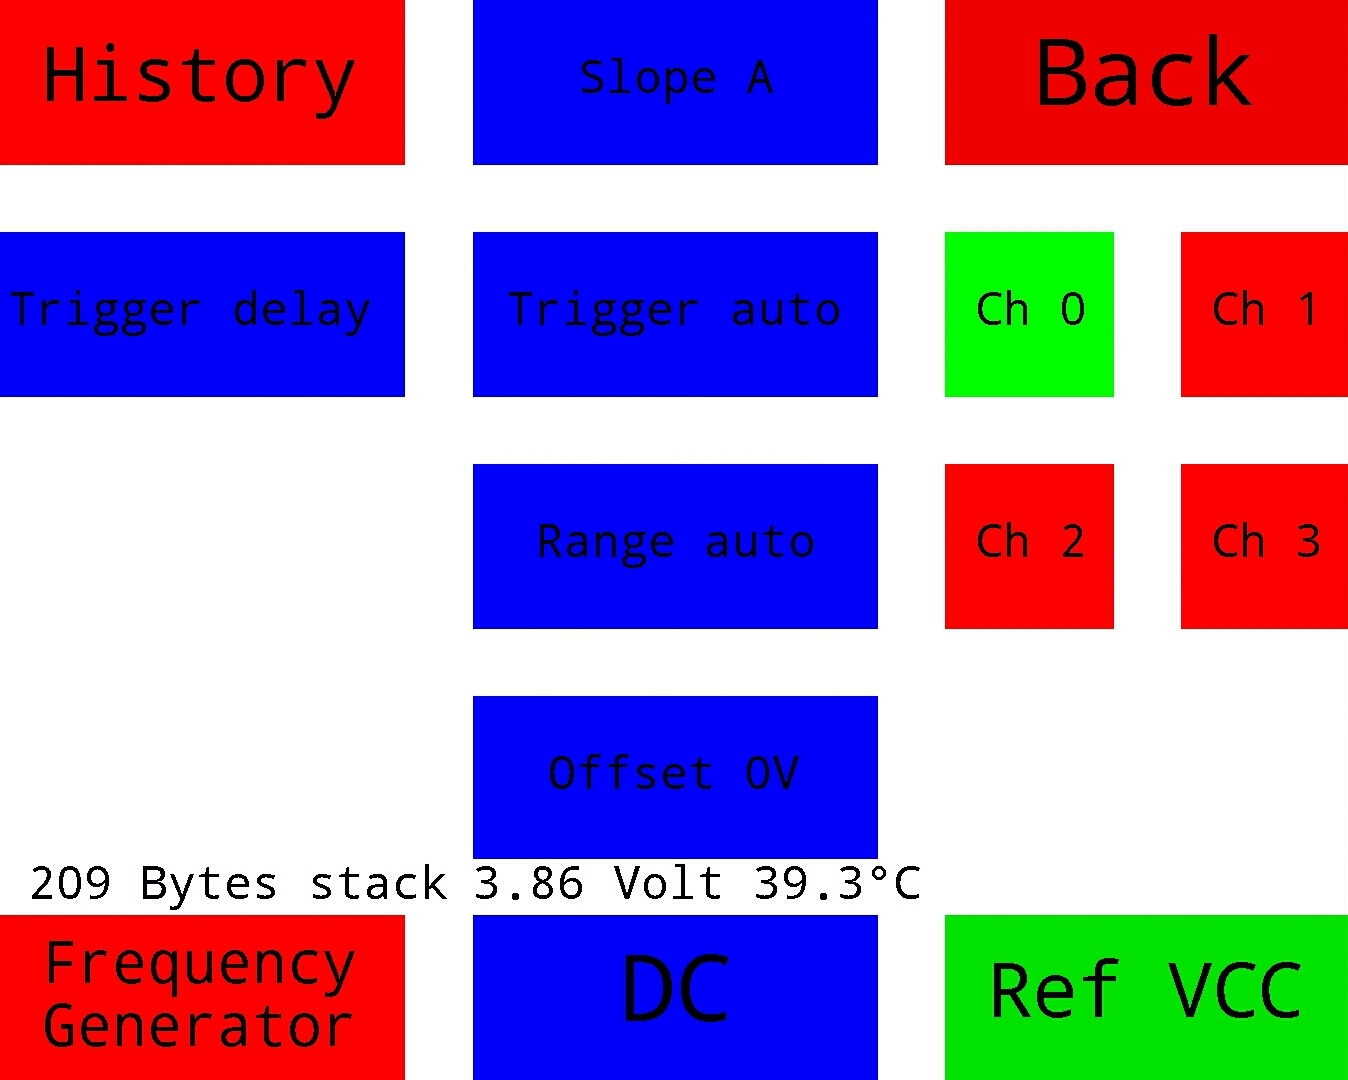 History
Slope A
Back
Trigger delay
Trigger auto
Ch 0
Ch 1
Range auto
Ch 2
Ch 3
Offset 0V
209 Bytes stack 3.86 Volt 39.3°C
Frequency
Generator
DC
Ref VCC